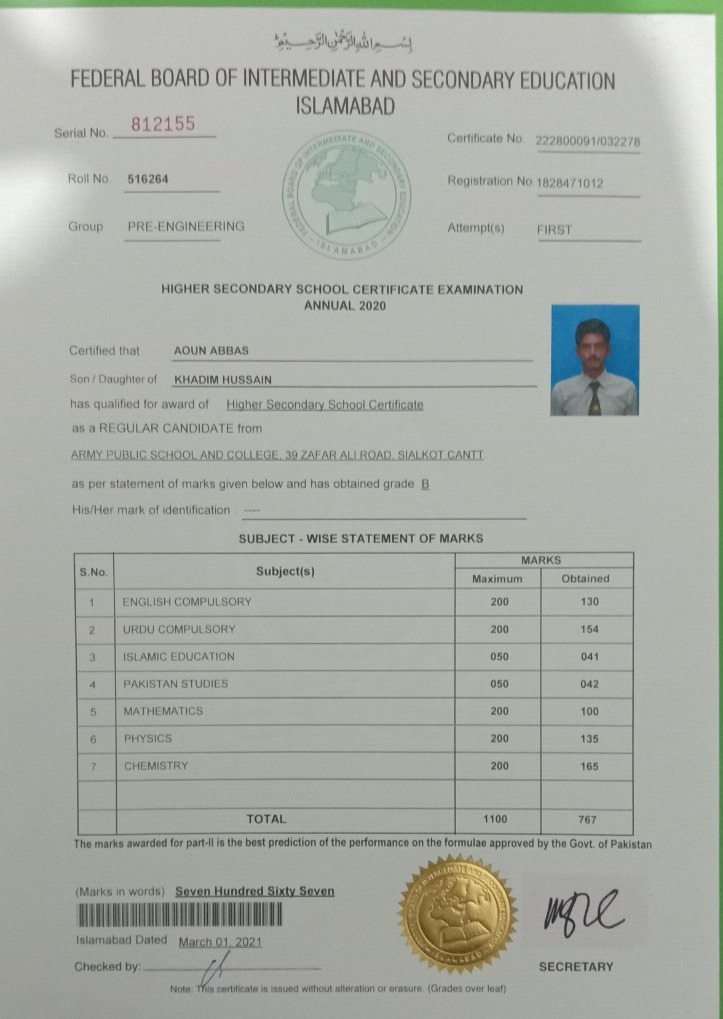 بسم الله الرحمن الرحيم
FEDERAL BOARD OF INTERMEDIATE AND SECONDARY EDUCATION
ISLAMABAD
Serial No. 812155
Certificate No. 222800091/032278
FEDERAL BOARD OF INTERMEDIATE AND SECONDARY EDUCATION - ISLAMABAD -
Roll No 516264
Registration No 1828471012
Group PRE-ENGINEERING
Attempt(s) FIRST
HIGHER SECONDARY SCHOOL CERTIFICATE EXAMINATION
ANNUAL 2020
Certified that AOUN ABBAS
Son / Daughter of KHADIM HUSSAIN
has qualified for award of Higher Secondary School Certificate
as a REGULAR CANDIDATE from
ARMY PUBLIC SCHOOL AND COLLEGE, 39 ZAFAR ALI ROAD, SIALKOT CANTT
as per statement of marks given below and has obtained grade B
His/Her mark of identification ----
SUBJECT - WISE STATEMENT OF MARKS
S.No. Subject(s) MARKS
Maximum Obtained
1 ENGLISH COMPULSORY 200 130
2 URDU COMPULSORY 200 154
3 ISLAMIC EDUCATION 050 041
4 PAKISTAN STUDIES 050 042
5 MATHEMATICS 200 100
6 PHYSICS 200 135
7 CHEMISTRY 200 165
TOTAL 1100 767
The marks awarded for part-II is the best prediction of the performance on the formulae approved by the Govt. of Pakistan
(Marks in words) Seven Hundred Sixty Seven
Islamabad Dated March 01, 2021
Checked by:
SECRETARY
Note: This certificate is issued without alteration or erasure. (Grades over leaf)